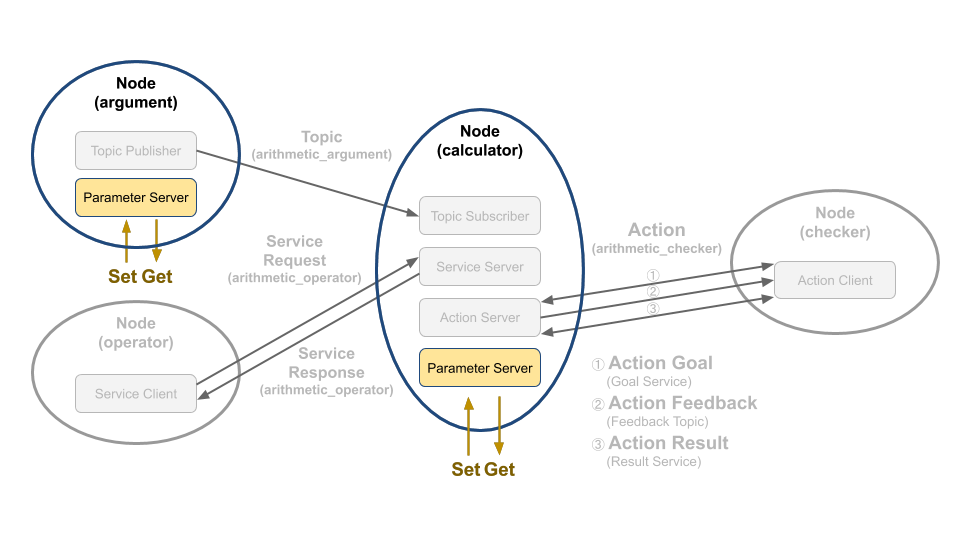 Node
(argument)
Topic Publisher
Parameter Server
Set Get
Topic
(arithmetic_argument)
Service
Request
(arithmetic_operator)
Node
(operator)
Service Client
Service
Response
(arithmetic_operator)
Node
(calculator)
Topic Subscriber
Service Server
Action Server
Parameter Server
Set Get
Action
(arithmetic_checker)
①
②
③
Node
(checker)
Action Client
① Action Goal
(Goal Service)
② Action Feedback
(Feedback Topic)
③ Action Result
(Result Service)